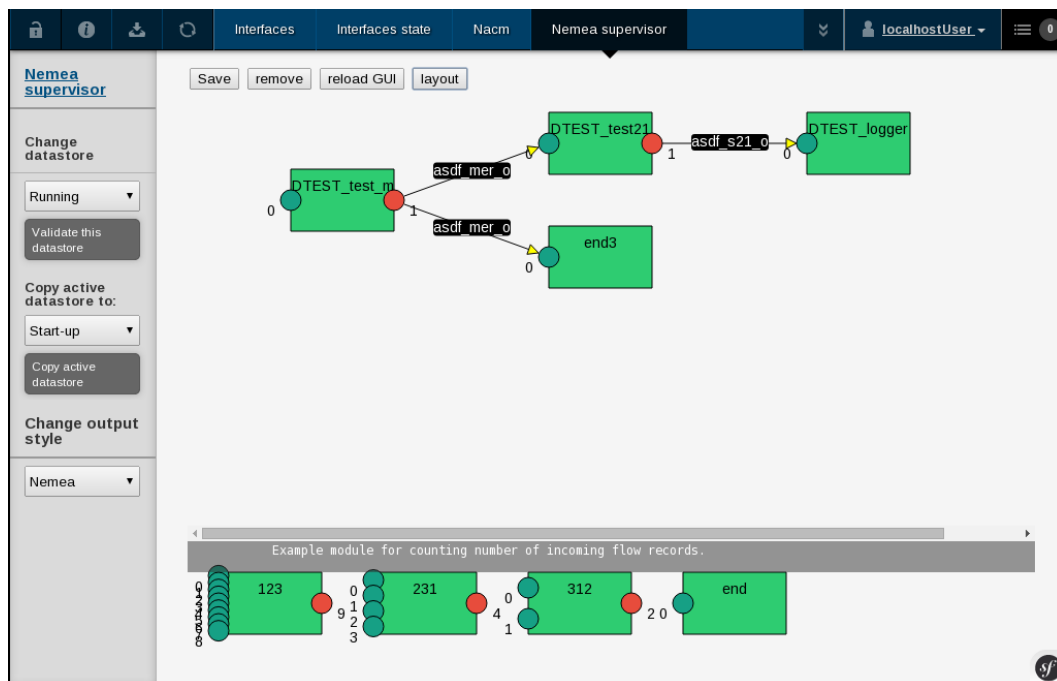 Interfaces
Interfaces state
Nacm
Nemea supervisor
localhostUser
0
Nemea
supervisor
Change
datastore
Running
Validate this
datastore
Copy active
datastore to:
Start-up
Copy active
datastore
Change output
style
Nemea
Save
remove
reload GUI
layout
DTEST_test_m
0
1
asdf_mer_o
asdf_mer_o
DTEST_test21
0
1
asdf_s21_o
DTEST_logger
0
end3
0
Example module for counting number of incoming flow records.
123
8
9
231
0
1
2
3
4
312
0
1
2
end
0
sf